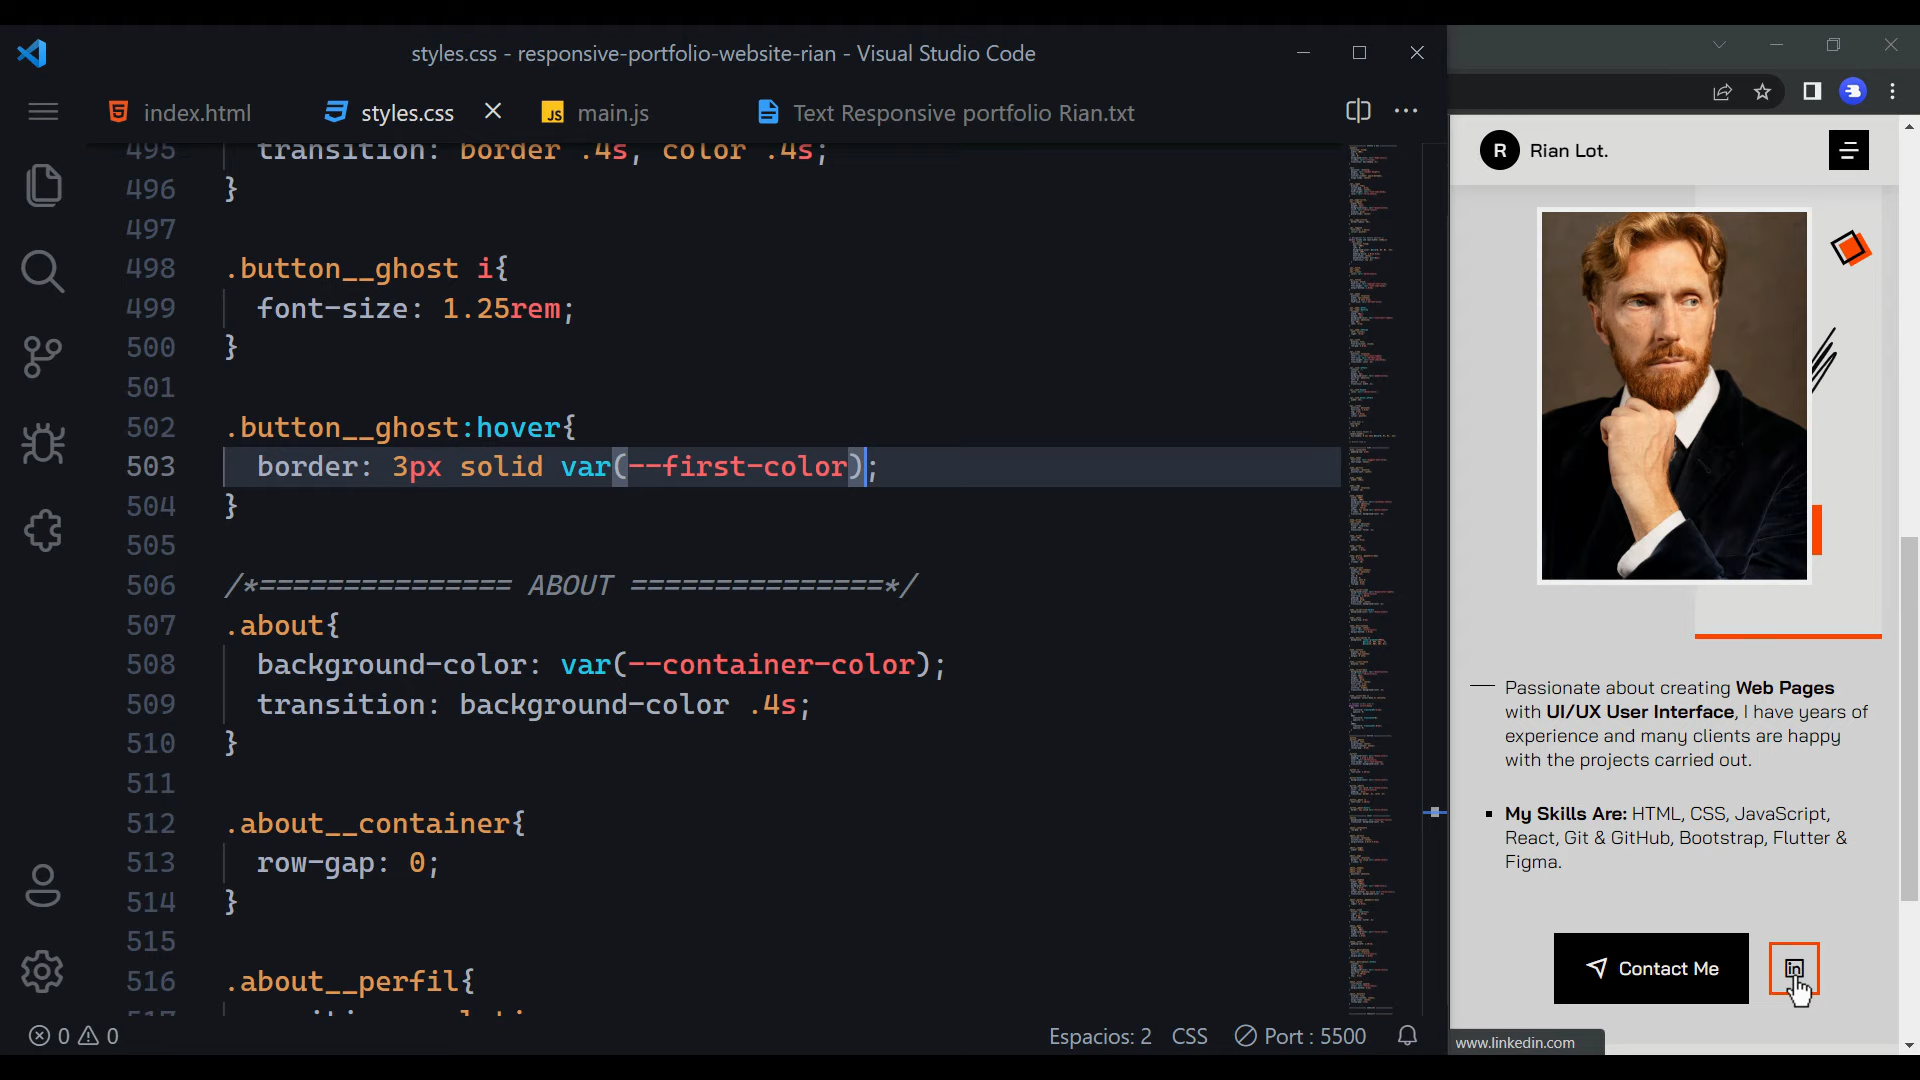 styles.css - responsive-portfolio-website-rian - Visual Studio Code
index.html
styles.css
JS main.js
Text Responsive portfolio Rian.txt
495 transition: border .4s, color .4s;
496 }
497
498 .button__ghost i{
499 font-size: 1.25rem;
500 }
501
502 .button__ghost:hover{
503 border: 3px solid var(--first-color);
504 }
505
506 /*=============== ABOUT ===============*/
507 .about{
508 background-color: var(--container-color);
509 transition: background-color .4s;
510 }
511
512 .about__container{
513 row-gap: 0;
514 }
515
516 .about__perfil{
0 0
Espacios: 2 CSS Port : 5500
R Rian Lot.
Passionate about creating Web Pages
with UI/UX User Interface, I have years of
experience and many clients are happy
with the projects carried out.
My Skills Are: HTML, CSS, JavaScript,
React, Git & GitHub, Bootstrap, Flutter &
Figma.
Contact Me
in
www.linkedin.com